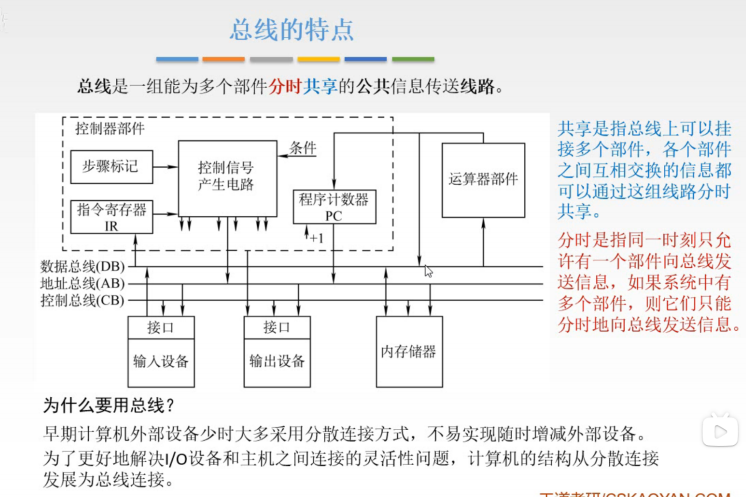 总线的特点
总线是一组能为多个部件分时共享的公共信息传送线路。
控制器部件
步骤标记
控制信号
产生电路
条件
指令寄存器
IR
程序计数器
PC
+1
运算器部件
数据总线(DB)
地址总线(AB)
控制总线(CB)
接口
输入设备
接口
输出设备
内存储器
共享是指总线上可以挂
接多个部件，各个部件
之间互相交换的信息都
可以通过这组线路分时
共享。
分时是指同一时刻只允
许有一个部件向总线发
送信息，如果系统中有
多个部件，则它们只能
分时地向总线发送信息。
为什么要用总线？
早期计算机外部设备少时大多采用分散连接方式，不易实现随时增减外部设备。
为了更好地解决I/O设备和主机之间连接的灵活性问题，计算机的结构从分散连接
发展为总线连接。
王道考研/CSKAOYAN.COM